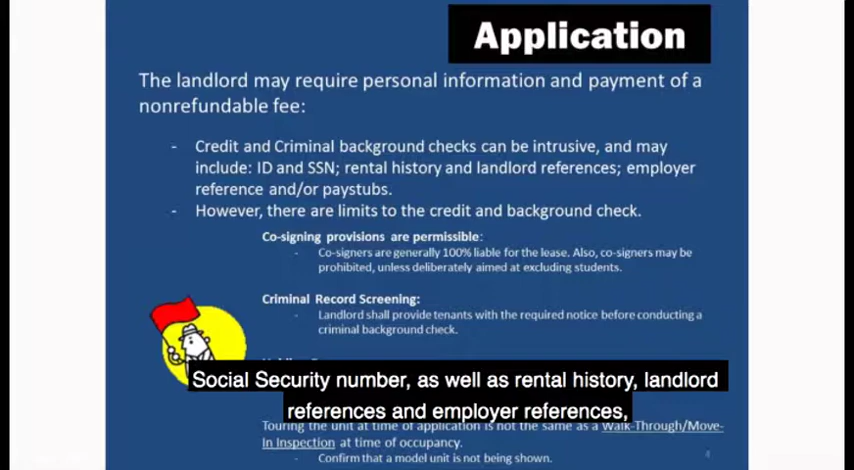 Application
The landlord may require personal information and payment of a
nonrefundable fee:
- Credit and Criminal background checks can be intrusive, and may
include: ID and SSN; rental history and landlord references; employer
reference and/or paystubs.
- However, there are limits to the credit and background check.
Co-signing provisions are permissible:
- Co-signers are generally 100% liable for the lease. Also, co-signers may be
prohibited, unless deliberately aimed at excluding students.
Criminal Record Screening:
- Landlord shall provide tenants with the required notice before conducting a
criminal background check.
Social Security number, as well as rental history, landlord
references and employer references,
Touring the unit at time of application is not the same as a Walk-Through/Move-
In Inspection at time of occupancy.
- Confirm that a model unit is not being shown.
4